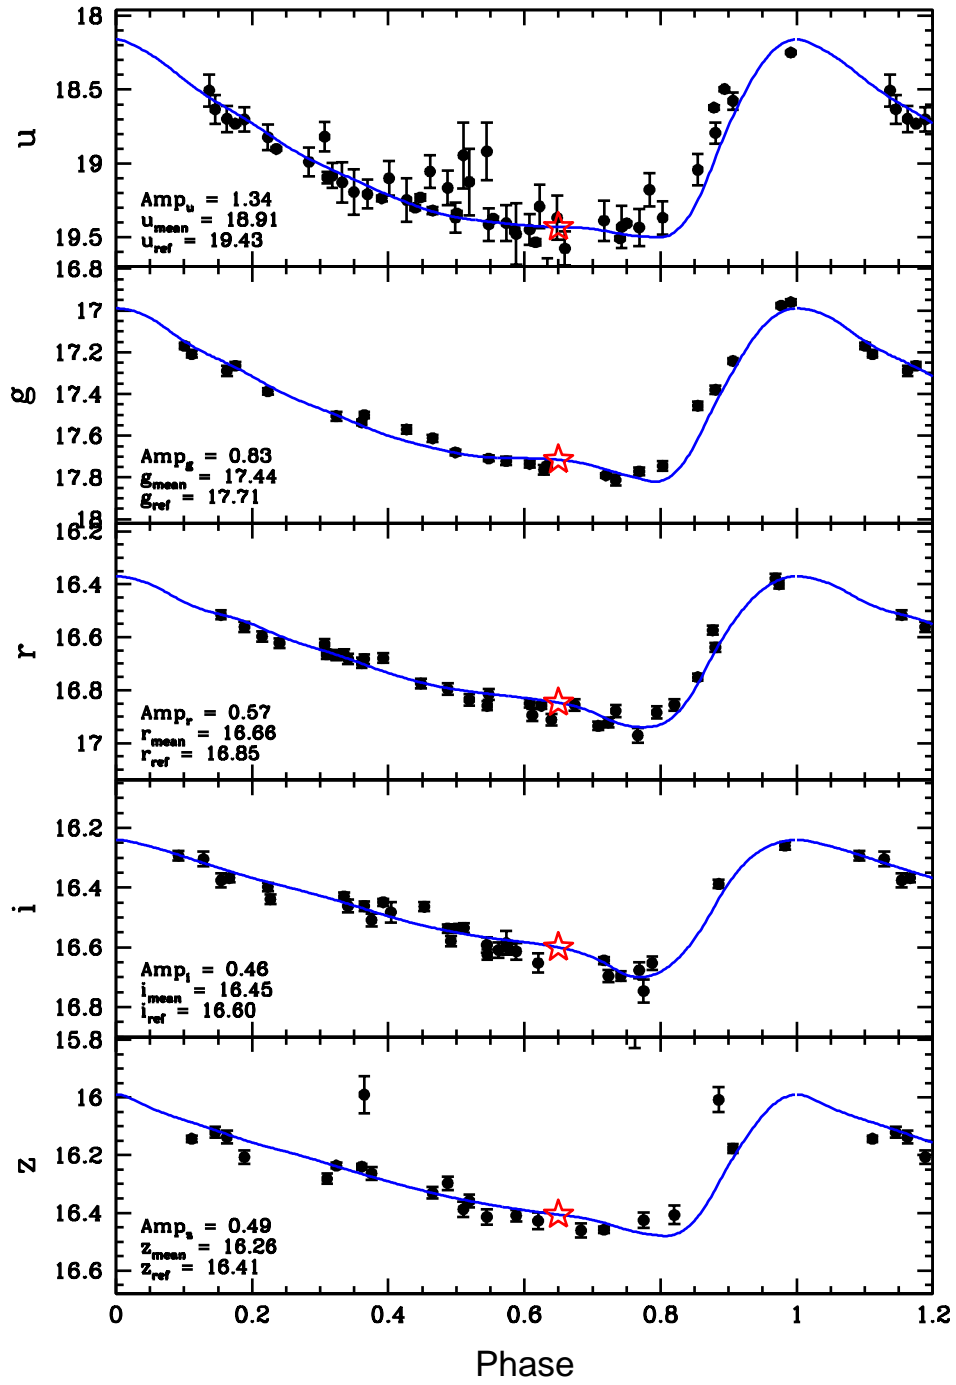 18
18.5
19
19.5
u
Amp_u = 1.34
u_mean = 18.91
u_ref = 19.43
16.8
17
17.2
17.4
17.6
17.8
18
g
Amp_g = 0.83
g_mean = 17.44
g_ref = 17.71
16.2
16.4
16.6
16.8
17
r
Amp_r = 0.57
r_mean = 16.66
r_ref = 16.85
16.2
16.4
16.6
16.8
i
Amp_i = 0.46
i_mean = 16.45
i_ref = 16.60
15.8
16
16.2
16.4
16.6
z
Amp_z = 0.49
z_mean = 16.26
z_ref = 16.41
0 0.2 0.4 0.6 0.8 1 1.2
Phase